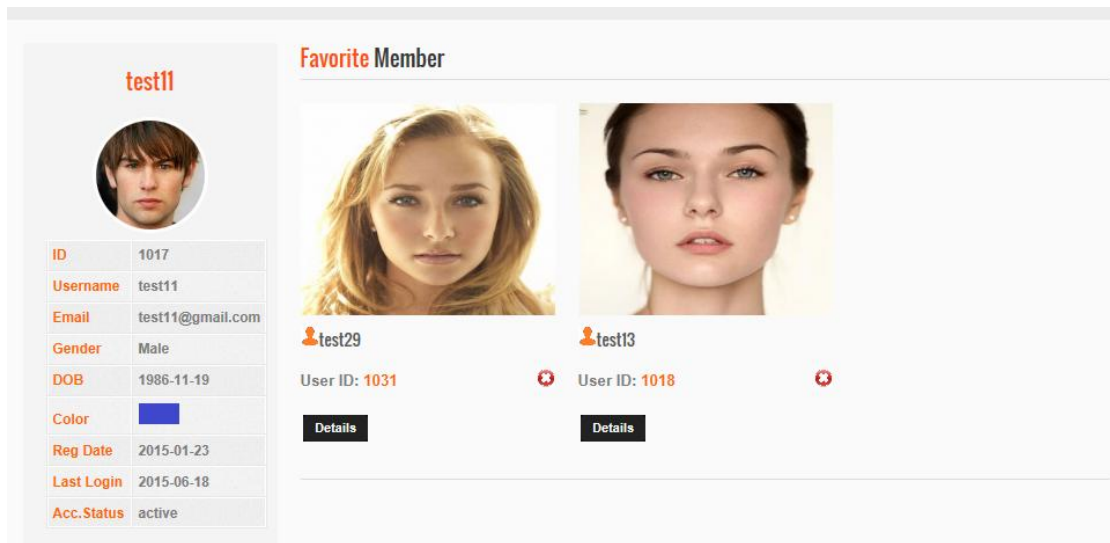 test11
ID 1017
Username test11
Email test11@gmail.com
Gender Male
DOB 1986-11-19
Color
Reg Date 2015-01-23
Last Login 2015-06-18
Acc.Status active
Favorite Member
test29
User ID: 1031
Details
test13
User ID: 1018
Details